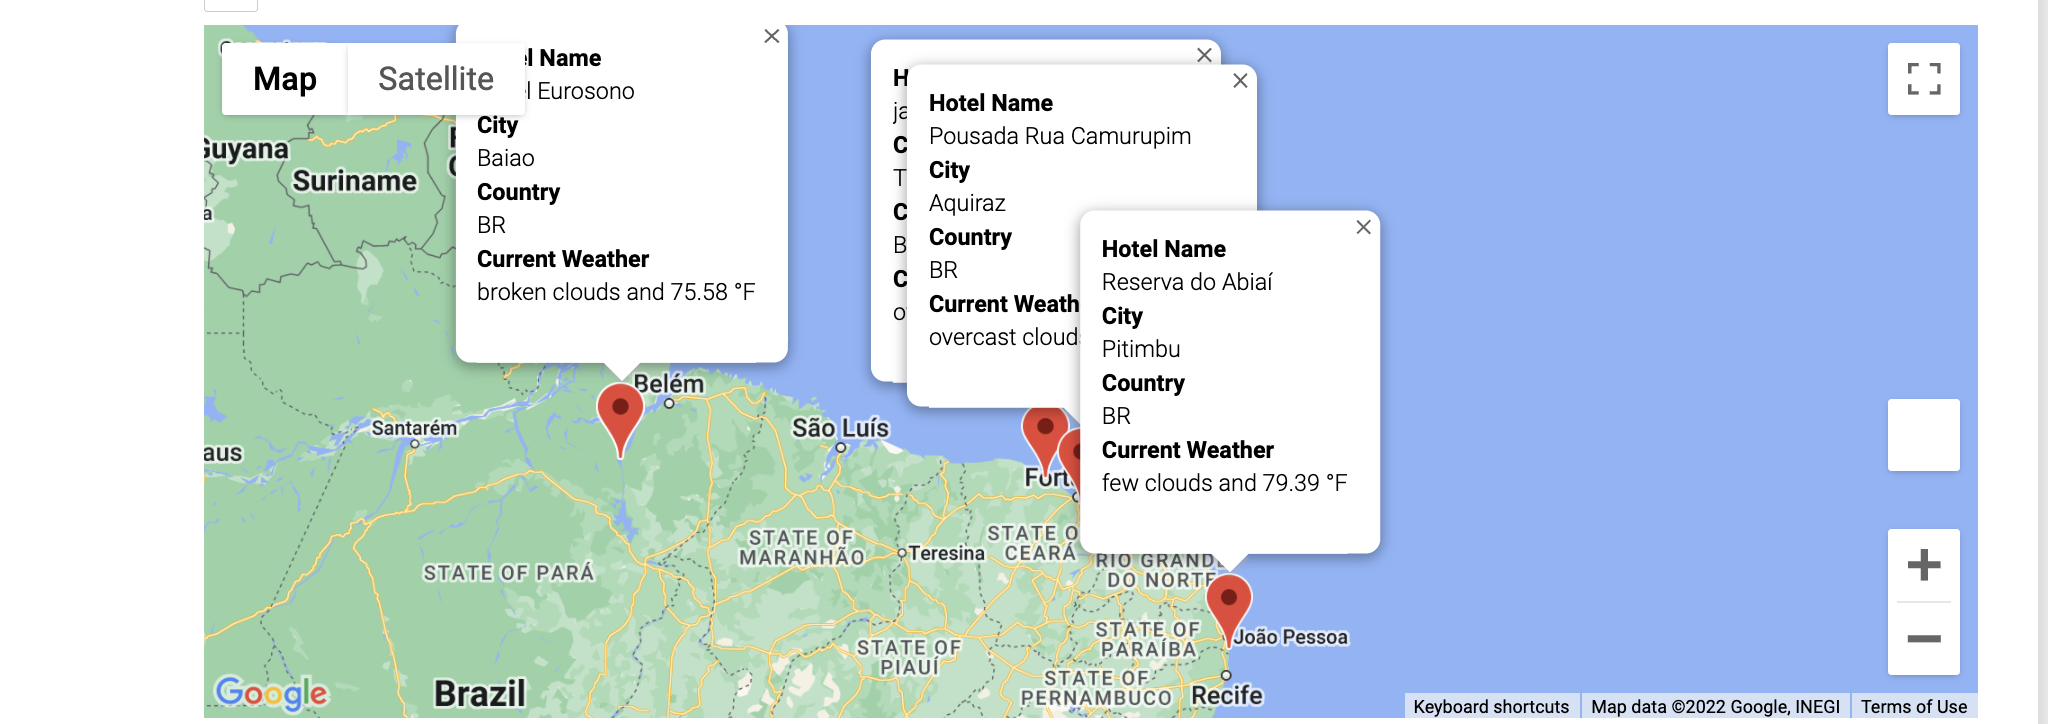 Map
Satellite
el Name
l Eurosono
City
Baiao
Country
BR
Current Weather
broken clouds and 75.58 °F
Hotel Name
Pousada Rua Camurupim
City
Aquiraz
Country
BR
Current Weath
overcast cloud
Hotel Name
Reserva do Abiaí
City
Pitimbu
Country
BR
Current Weather
few clouds and 79.39 °F
Guyana
Suriname
Belém
Santarém
São Luís
aus
Fort
STATE OF
MARANHÃO
Teresina
STATE O
CEARÁ
RIO GRANDE
DO NORTE
STATE OF PARÁ
STATE OF
PARAÍBA
João Pessoa
STATE OF
PIAUÍ
STATE OF
PERNAMBUCO
Recife
Brazil
Google
Keyboard shortcuts
Map data ©2022 Google, INEGI
Terms of Use